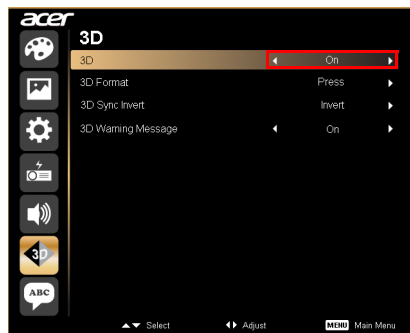 acer
3D
3D On
3D Format Press
3D Sync Invert Invert
3D Warning Message On
3D
ABC
Select Adjust MENU Main Menu